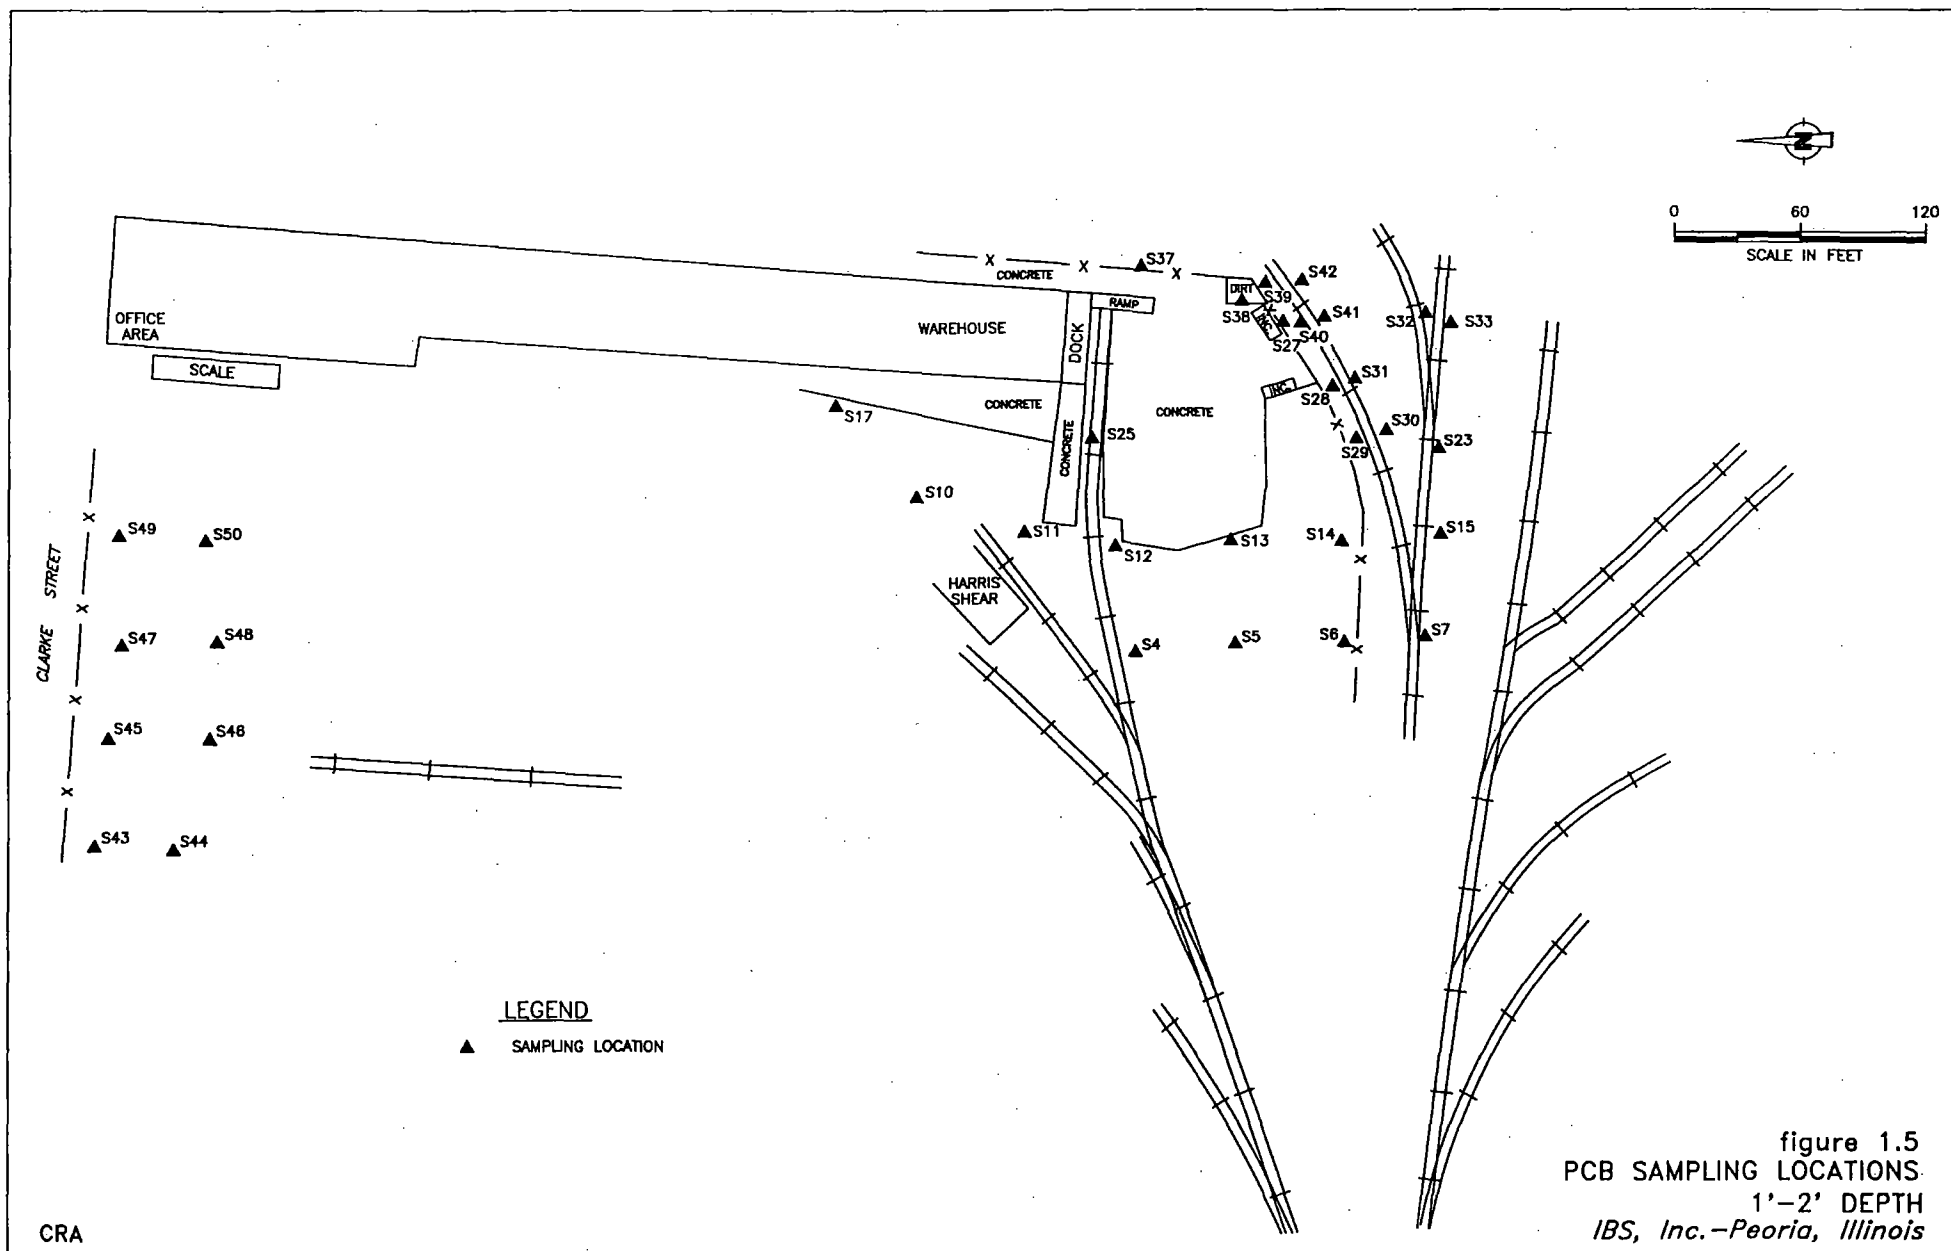 N
0 60 120
SCALE IN FEET
S37
CONCRETE
S42
DIRT
S39
RAMP
S38
S41
S32
S33
OFFICE
AREA
WAREHOUSE
DOCK
INC.
S27
S40
SCALE
S31
INC.
S28
S17
CONCRETE
CONCRETE
S30
S25
CONCRETE
S29
S23
S10
S49
S50
S11
S12
S13
S14
S15
CLARKE STREET
HARRIS
SHEAR
S47
S48
S4
S5
S6
S7
S45
S48
S43
S44
LEGEND
▲ SAMPLING LOCATION
figure 1.5
PCB SAMPLING LOCATIONS
1'-2' DEPTH
IBS, Inc.-Peoria, Illinois
CRA